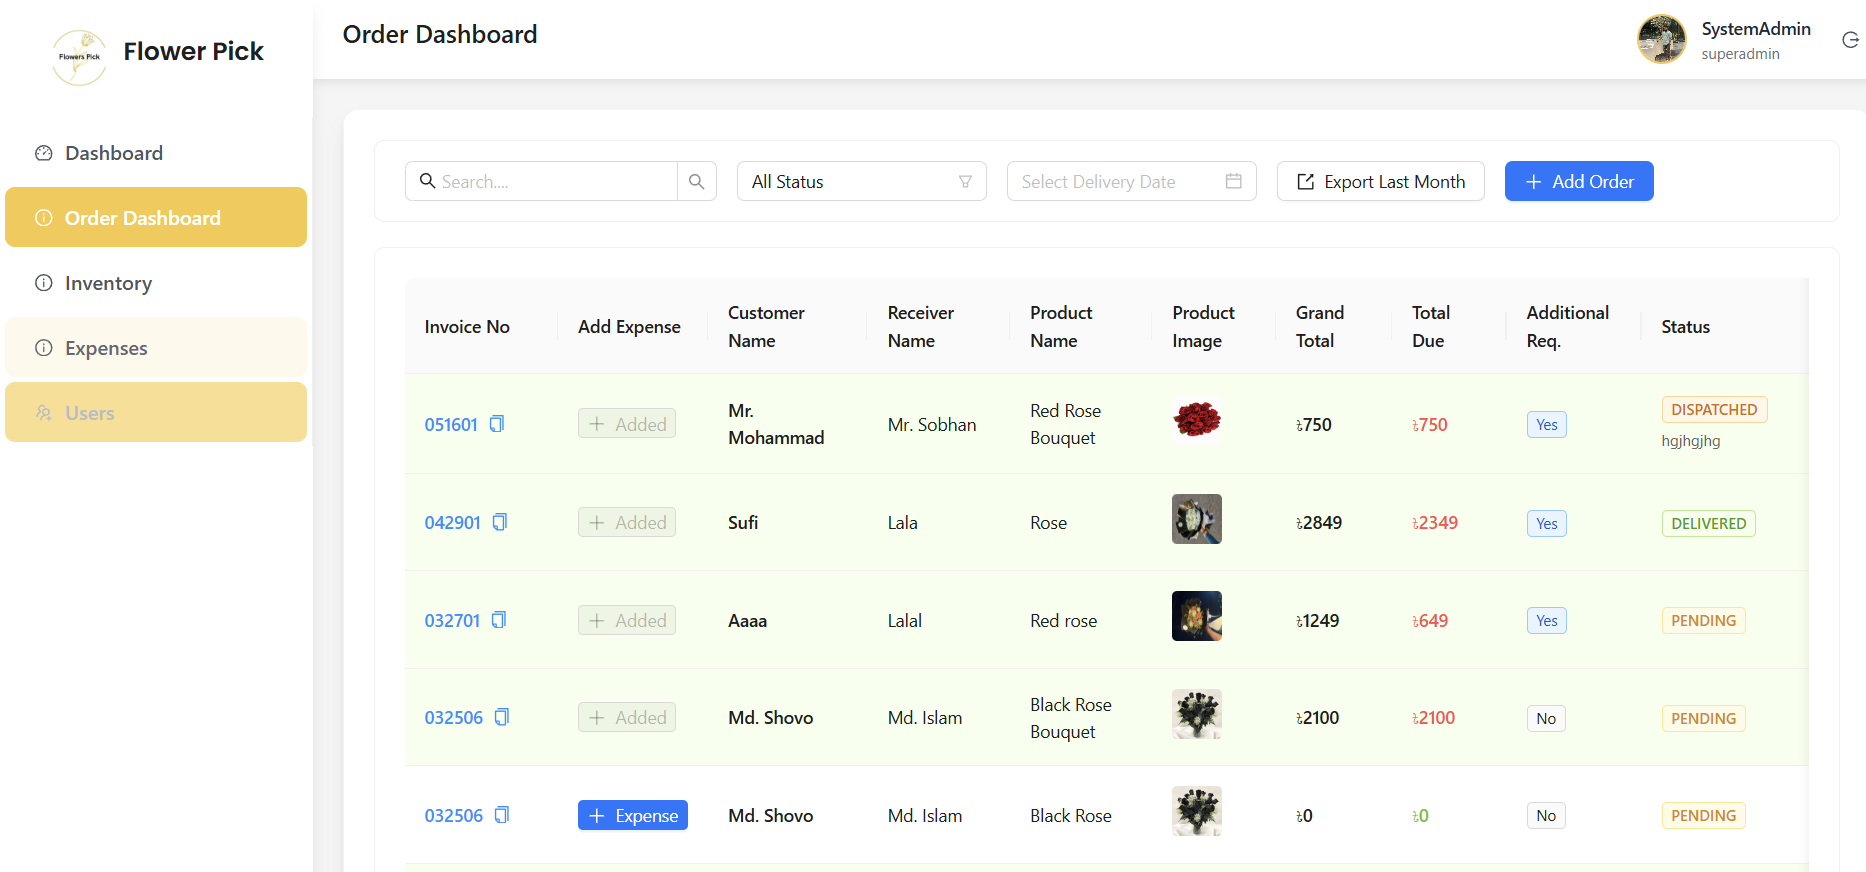 Flowers Pick
Flower Pick
Order Dashboard
SystemAdmin
superadmin
Dashboard
Order Dashboard
Inventory
Expenses
Users
Search....
All Status
Select Delivery Date
Export Last Month
+ Add Order
Invoice No
Add Expense
Customer
Name
Receiver
Name
Product
Name
Product
Image
Grand
Total
Total
Due
Additional
Req.
Status
051601
+ Added
Mr.
Mohammad
Mr. Sobhan
Red Rose
Bouquet
৳750
৳750
Yes
DISPATCHED
hgjhgjhg
042901
+ Added
Sufi
Lala
Rose
৳2849
৳2349
Yes
DELIVERED
032701
+ Added
Aaaa
Lalal
Red rose
৳1249
৳649
Yes
PENDING
032506
+ Added
Md. Shovo
Md. Islam
Black Rose
Bouquet
৳2100
৳2100
No
PENDING
032506
+ Expense
Md. Shovo
Md. Islam
Black Rose
৳0
৳0
No
PENDING